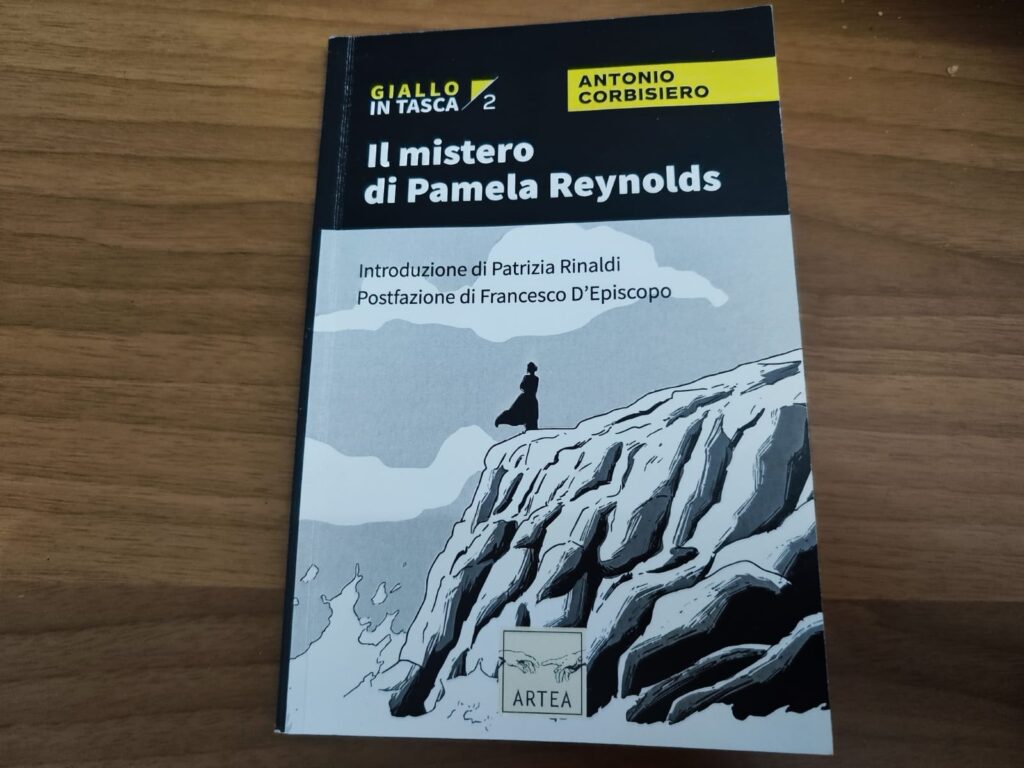 GIALLO
IN TASCA 2
ANTONIO
CORBISIERO
Il mistero
di Pamela Reynolds
Introduzione di Patrizia Rinaldi
Postfazione di Francesco D'Episcopo
ARTEA